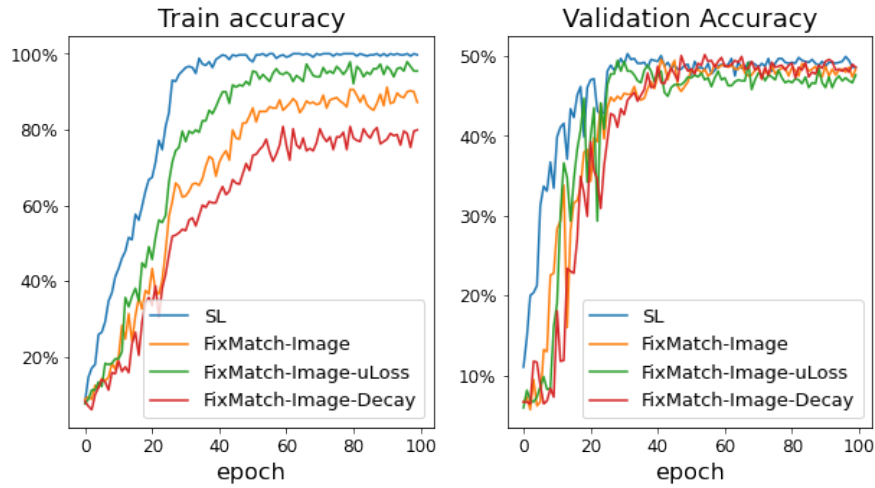 Train accuracy
100%
80%
60%
40%
20%
0
20
40
60
80
100
epoch
SL
FixMatch-Image
FixMatch-Image-uLoss
FixMatch-Image-Decay
Validation Accuracy
50%
40%
30%
20%
10%
0
20
40
60
80
100
epoch
SL
FixMatch-Image
FixMatch-Image-uLoss
FixMatch-Image-Decay